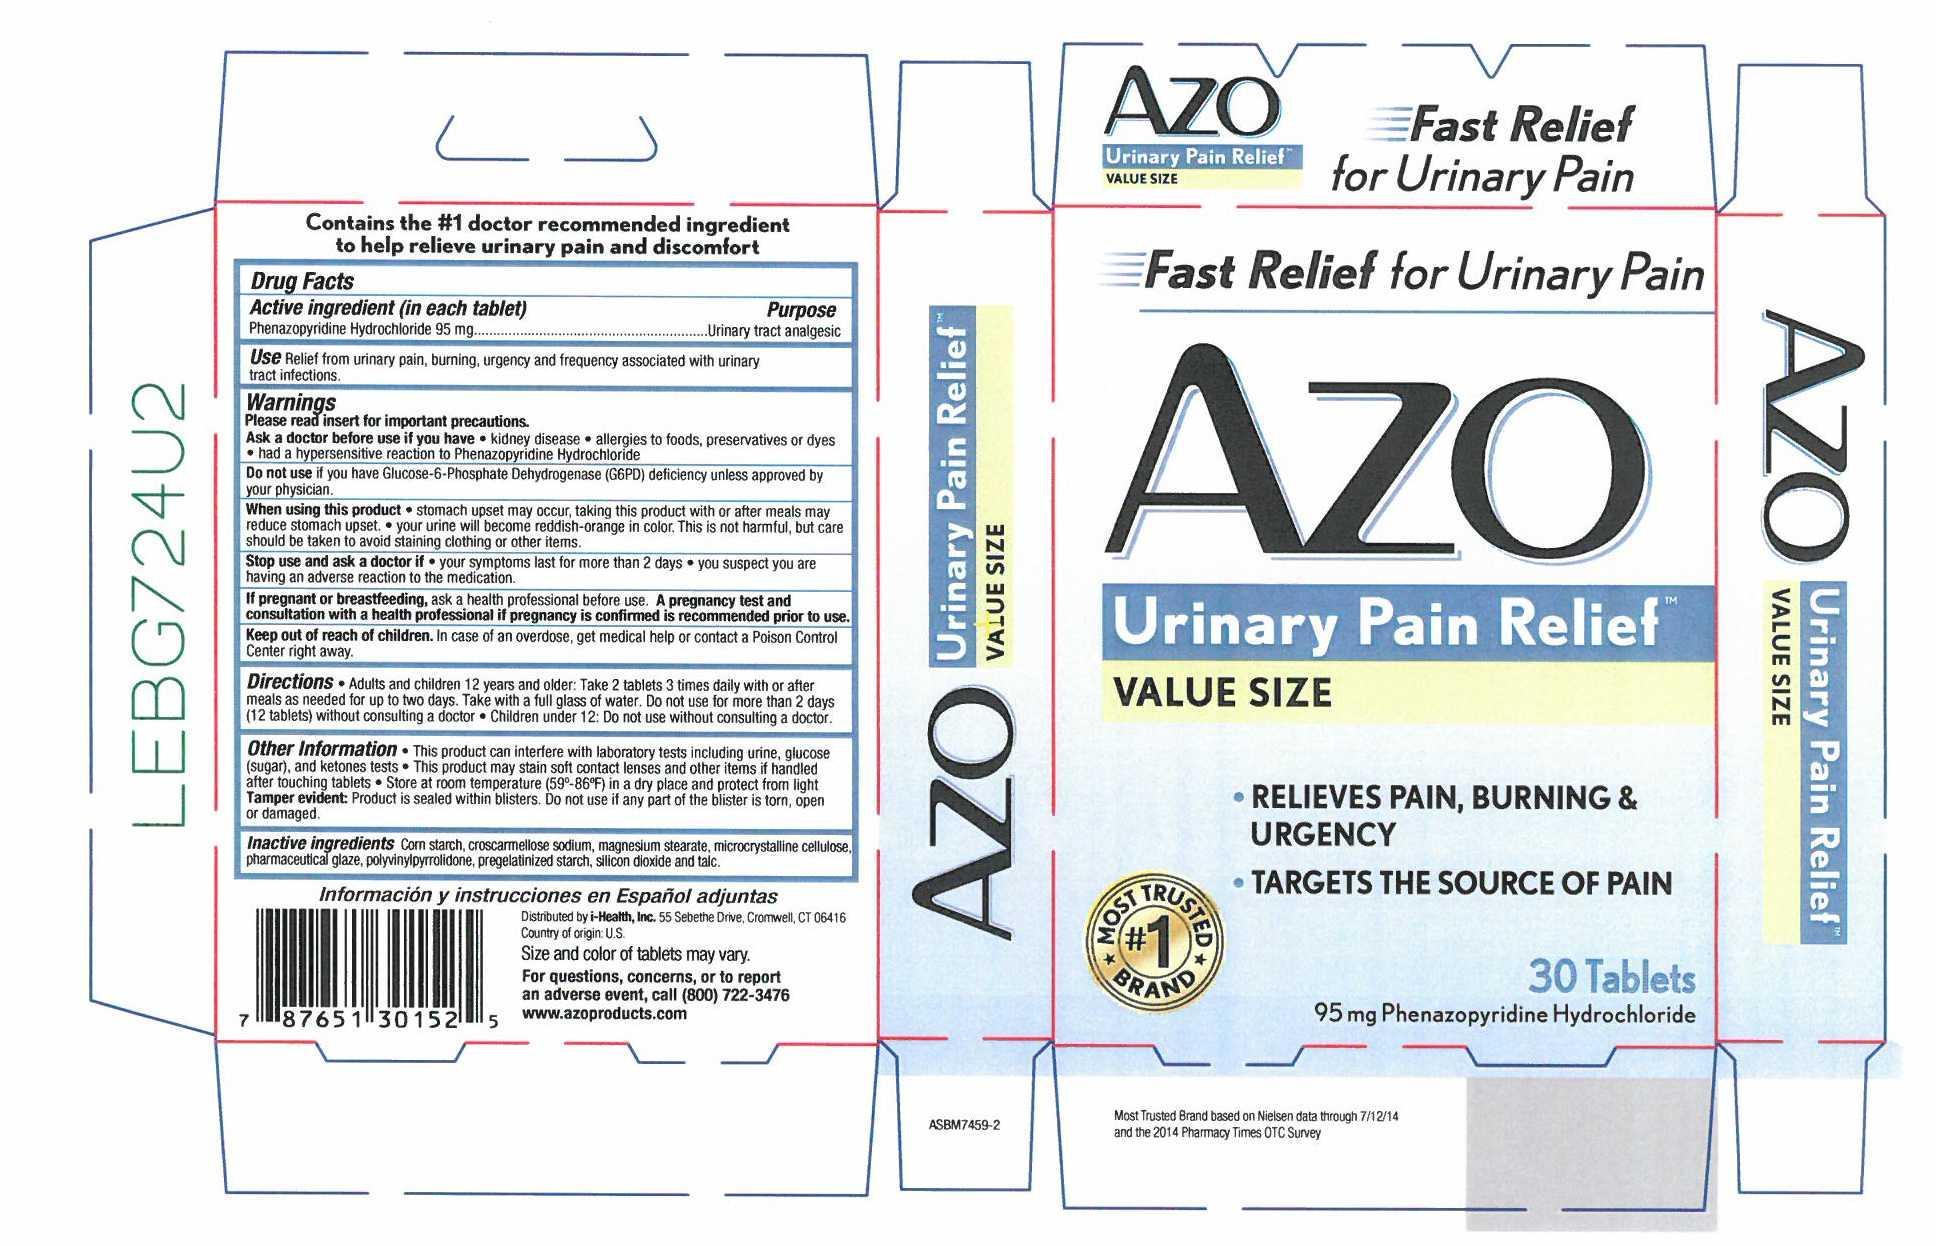 LEBG724U2
Contains the #1 doctor recommended ingredient
to help relieve urinary pain and discomfort
Drug Facts
Active ingredient (in each tablet) Purpose
Phenazopyridine Hydrochloride 95 mg......................................................................Urinary tract analgesic
Use Relief from urinary pain, burning, urgency and frequency associated with urinary
tract infections.
Warnings
Please read insert for important precautions.
Ask a doctor before use if you have • kidney disease • allergies to foods, preservatives or dyes
• had a hypersensitive reaction to Phenazopyridine Hydrochloride
Do not use if you have Glucose-6-Phosphate Dehydrogenase (G6PD) deficiency unless approved by
your physician.
When using this product • stomach upset may occur, taking this product with or after meals may
reduce stomach upset. • your urine will become reddish-orange in color. This is not harmful, but care
should be taken to avoid staining clothing or other items.
Stop use and ask a doctor if • your symptoms last for more than 2 days • you suspect you are
having an adverse reaction to the medication.
If pregnant or breastfeeding, ask a health professional before use. A pregnancy test and
consultation with a health professional if pregnancy is confirmed is recommended prior to use.
Keep out of reach of children. In case of an overdose, get medical help or contact a Poison Control
Center right away.
Directions • Adults and children 12 years and older: Take 2 tablets 3 times daily with or after
meals as needed for up to two days. Take with a full glass of water. Do not use for more than 2 days
(12 tablets) without consulting a doctor • Children under 12: Do not use without consulting a doctor.
Other Information • This product can interfere with laboratory tests including urine, glucose
(sugar), and ketones tests • This product may stain soft contact lenses and other items if handled
after touching tablets • Store at room temperature (59°-86°F) in a dry place and protect from light
Tamper evident: Product is sealed within blisters. Do not use if any part of the blister is torn, open
or damaged.
Inactive ingredients Corn starch, croscarmellose sodium, magnesium stearate, microcrystalline cellulose,
pharmaceutical glaze, polyvinylpyrrolidone, pregelatinized starch, silicon dioxide and talc.
Información y instrucciones en Español adjuntas
7 87651 30152 5
Distributed by i-Health, Inc. 55 Sebethe Drive, Cromwell, CT 06416
Country of origin: U.S.
Size and color of tablets may vary.
For questions, concerns, or to report
an adverse event, call (800) 722-3476
www.azoproducts.com
AZO
Urinary Pain Relief™
VALUE SIZE
ASBM7459-2
AZO
Urinary Pain Relief™
VALUE SIZE
Fast Relief
for Urinary Pain
Fast Relief for Urinary Pain
AZO
Urinary Pain Relief™
VALUE SIZE
• RELIEVES PAIN, BURNING &
URGENCY
• TARGETS THE SOURCE OF PAIN
MOST TRUSTED
#1
BRAND
30 Tablets
95 mg Phenazopyridine Hydrochloride
Most Trusted Brand based on Nielsen data through 7/12/14
and the 2014 Pharmacy Times OTC Survey
AZO
Urinary Pain Relief™
VALUE SIZE